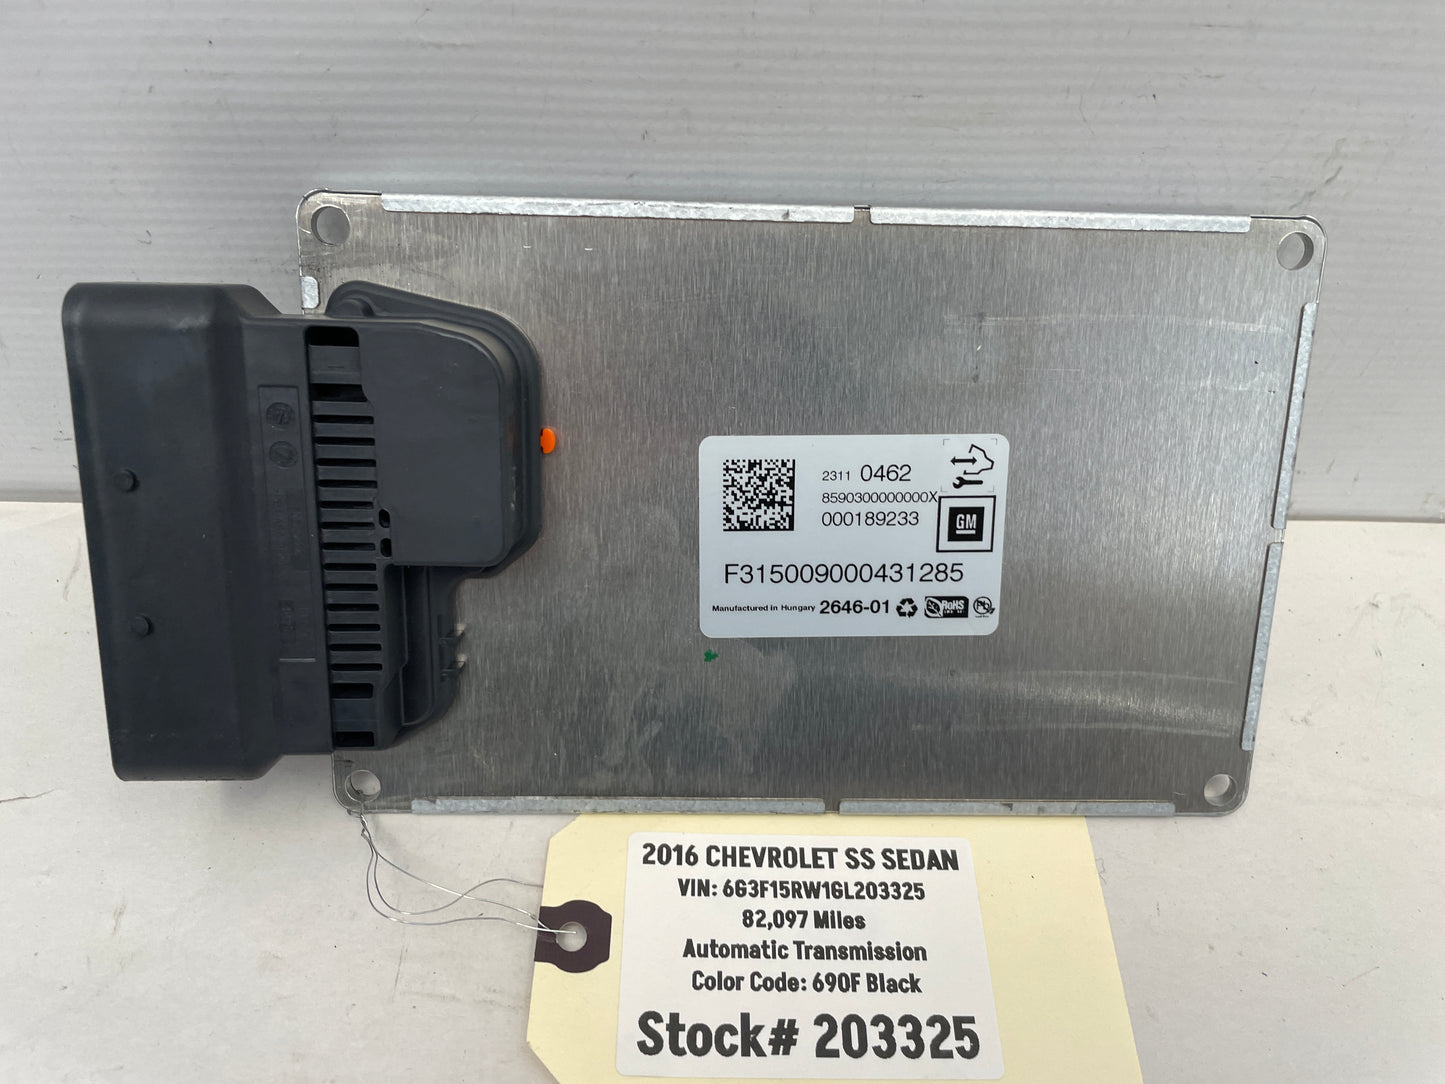 2311 0462
8590300000000X
000189233
GM
F315009000431285
Manufactured in Hungary 2646-01 RoHS
2016 CHEVROLET SS SEDAN
VIN: 6G3F15RW1GL203325
82,097 Miles
Automatic Transmission
Color Code: 690F Black
Stock# 203325